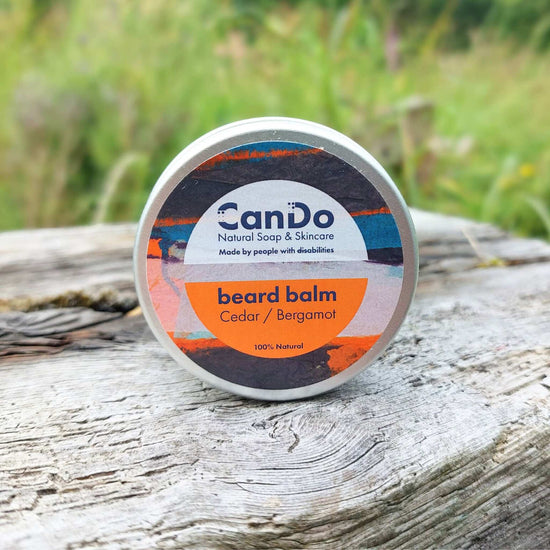 CanDo
Natural Soap & Skincare
Made by people with disabilities
beard balm
Cedar / Bergamot
100% Natural